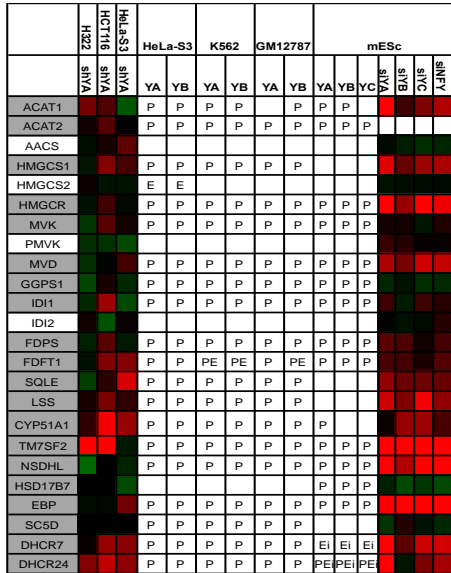 H322 HCT116 HeLa-S3 HeLa-S3 K562 GM12787 mESc
shYA shYA shYA YA YB YA YB YA YB YA YB YC siYA siYB siYC siNFY
ACAT1 P P P P P P P
ACAT2 P P P P P P P P P
AACS
HMGCS1 P P P P P P
HMGCS2 E E
HMGCR P P P P P P P P P
MVK P P P P P P P P P
PMVK
MVD P P P P P P P P P
GGPS1 P P P P P P P P P
IDI1 P P P P P P P P P
IDI2
FDPS P P P P P P P P P
FDFT1 P P PE PE P PE P P P
SQLE P P P P P P
LSS P P P P P P
CYP51A1 P P P P P P P
TM7SF2 P P P P P P P P P
NSDHL P P P P P P P P P
HSD17B7 P P P
EBP P P P P P P P P P
SC5D P P P P P P
DHCR7 P P P P P P Ei Ei Ei
DHCR24 P P P P P P PEi PEi PEi